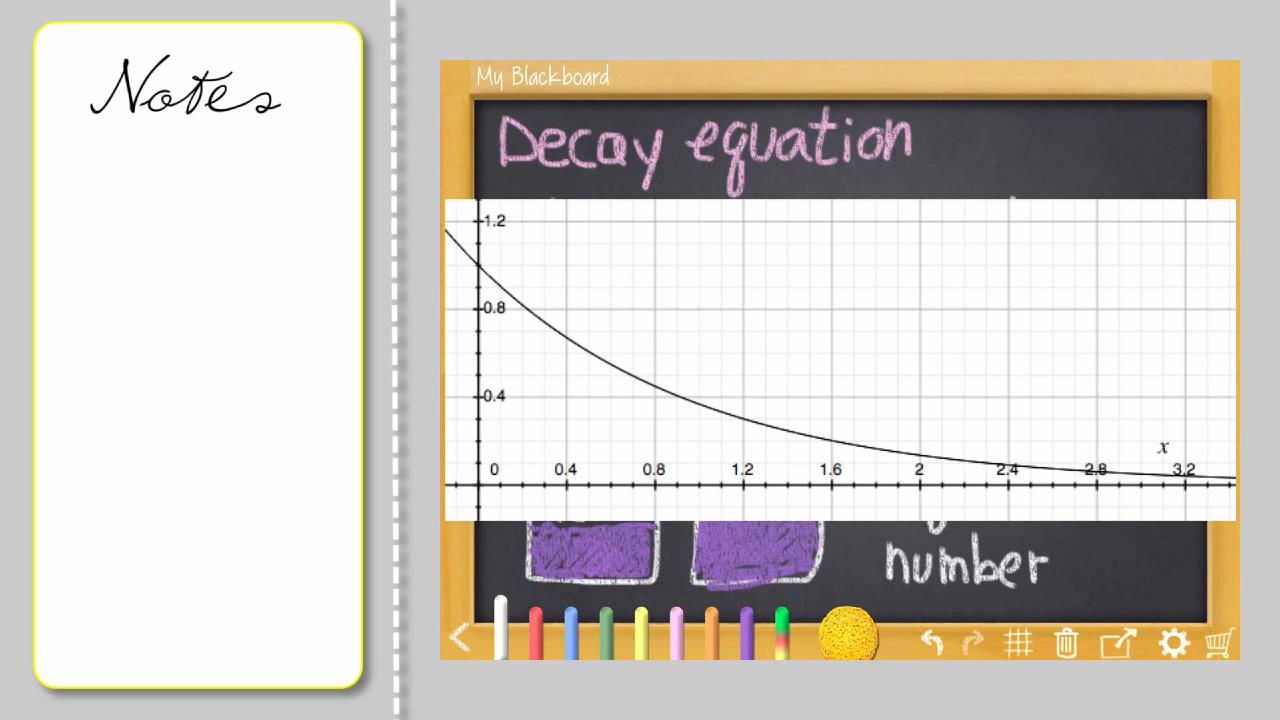 Notes
My Blackboard
Decay equation
1.2
0.8
0.4
x
0 0.4 0.8 1.2 1.6 2 2.4 2.8 3.2
number